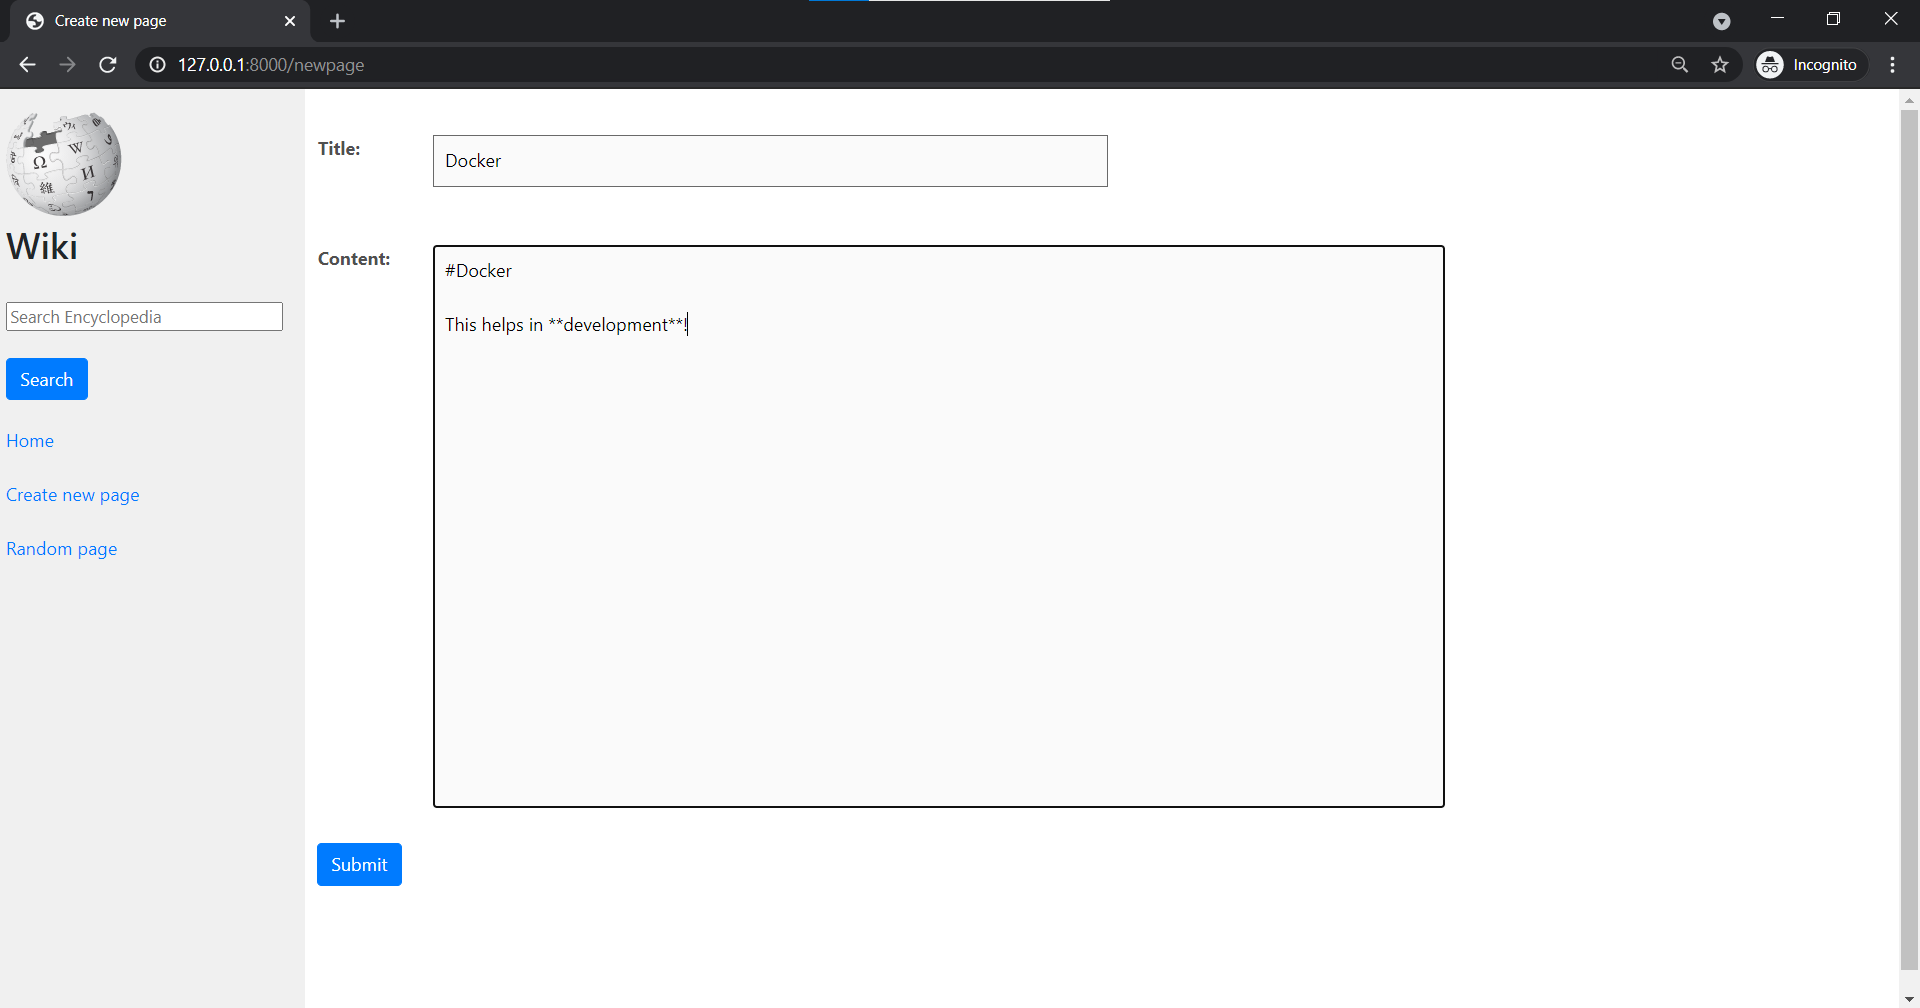 Create new page
127.0.0.1:8000/newpage
Incognito
Wiki
Search Encyclopedia
Search
Home
Create new page
Random page
Title:
Docker
Content:
#Docker
This helps in **development**!
Submit